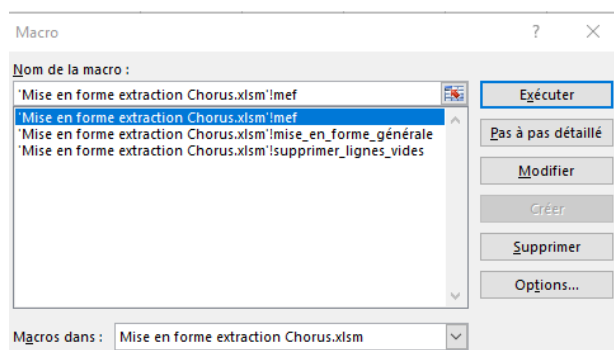 Macro
?
Nom de la macro :
'Mise en forme extraction Chorus.xlsm'!mef
Exécuter
'Mise en forme extraction Chorus.xlsm'!mef
'Mise en forme extraction Chorus.xlsm'!mise_en_forme_générale
Pas à pas détaillé
'Mise en forme extraction Chorus.xlsm'!supprimer_lignes_vides
Modifier
Créer
Supprimer
Options...
Macros dans : Mise en forme extraction Chorus.xlsm